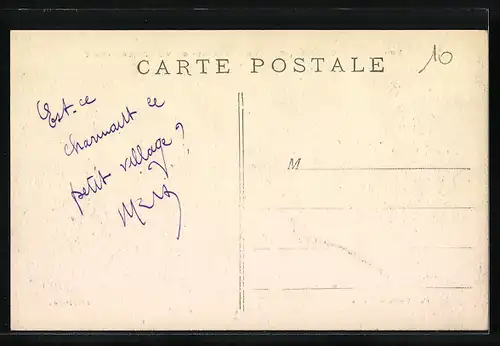 CARTE POSTALE
10
Est-ce
charmant ce
petit village ?
M